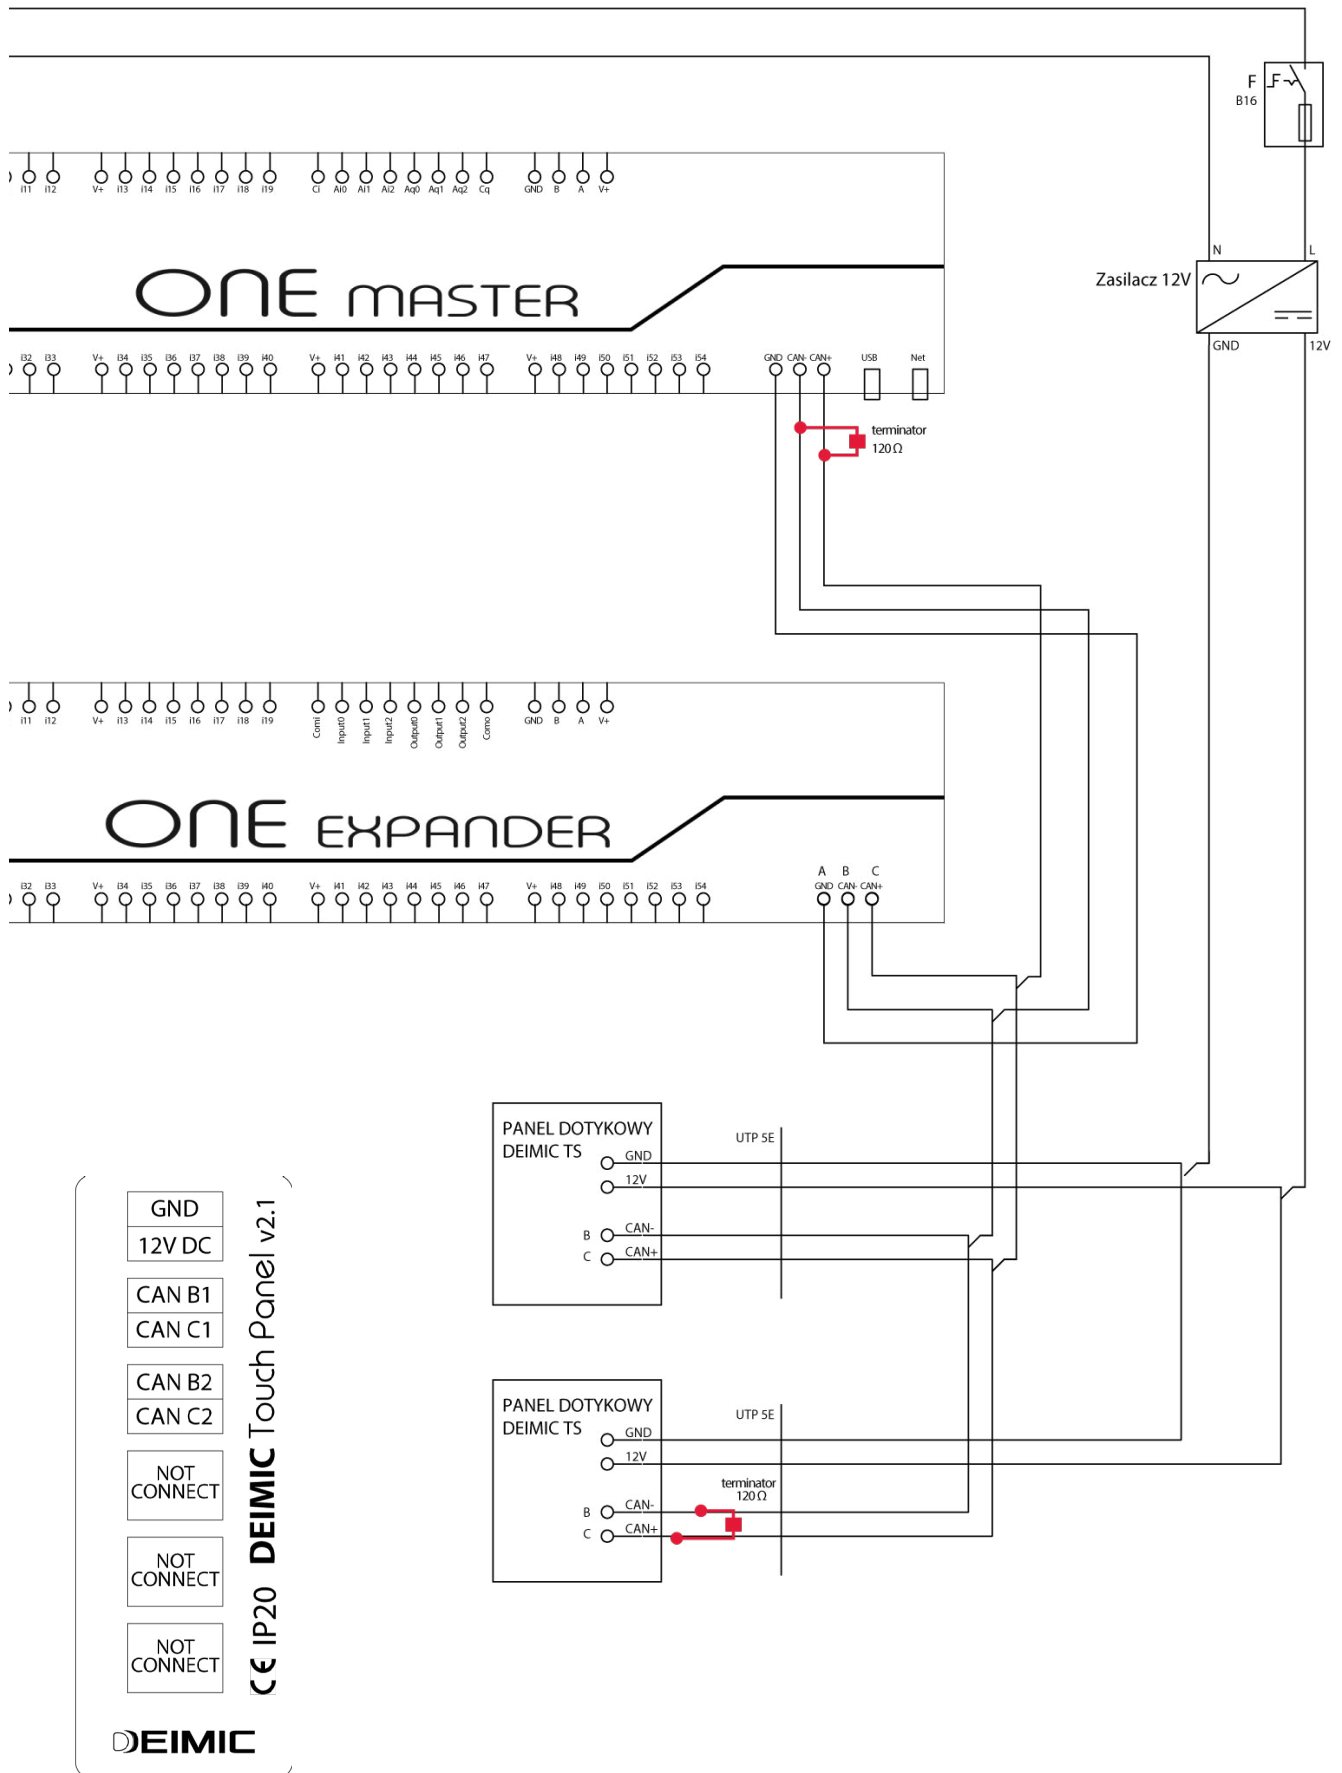 F
B16
i11 i12 V+ i13 i14 i15 i16 i17 i18 i19 Ci Ai0 Ai1 Ai2 Aq0 Aq1 Aq2 Cq GND B A V+
ONE MASTER
N L
Zasilacz 12V
GND 12V
i32 i33 V+ i34 i35 i36 i37 i38 i39 i40 V+ i41 i42 i43 i44 i45 i46 i47 V+ i48 i49 i50 i51 i52 i53 i54 GND CAN- CAN+ USB Net
terminator
120 Ω
i11 i12 V+ i13 i14 i15 i16 i17 i18 i19 Comi Input0 Input1 Input2 Output0 Output1 Output2 Como GND B A V+
ONE EXPANDER
A B C
i32 i33 V+ i34 i35 i36 i37 i38 i39 i40 V+ i41 i42 i43 i44 i45 i46 i47 V+ i48 i49 i50 i51 i52 i53 i54 GND CAN- CAN+
PANEL DOTYKOWY
DEIMIC TS
UTP 5E
GND
12V
B CAN-
C CAN+
PANEL DOTYKOWY
DEIMIC TS
UTP 5E
GND
12V
terminator
120 Ω
B CAN-
C CAN+
GND
12V DC
CAN B1
CAN C1
CAN B2
CAN C2
NOT
CONNECT
NOT
CONNECT
NOT
CONNECT
CE IP20 DEIMIC Touch Panel v2.1
DEIMIC